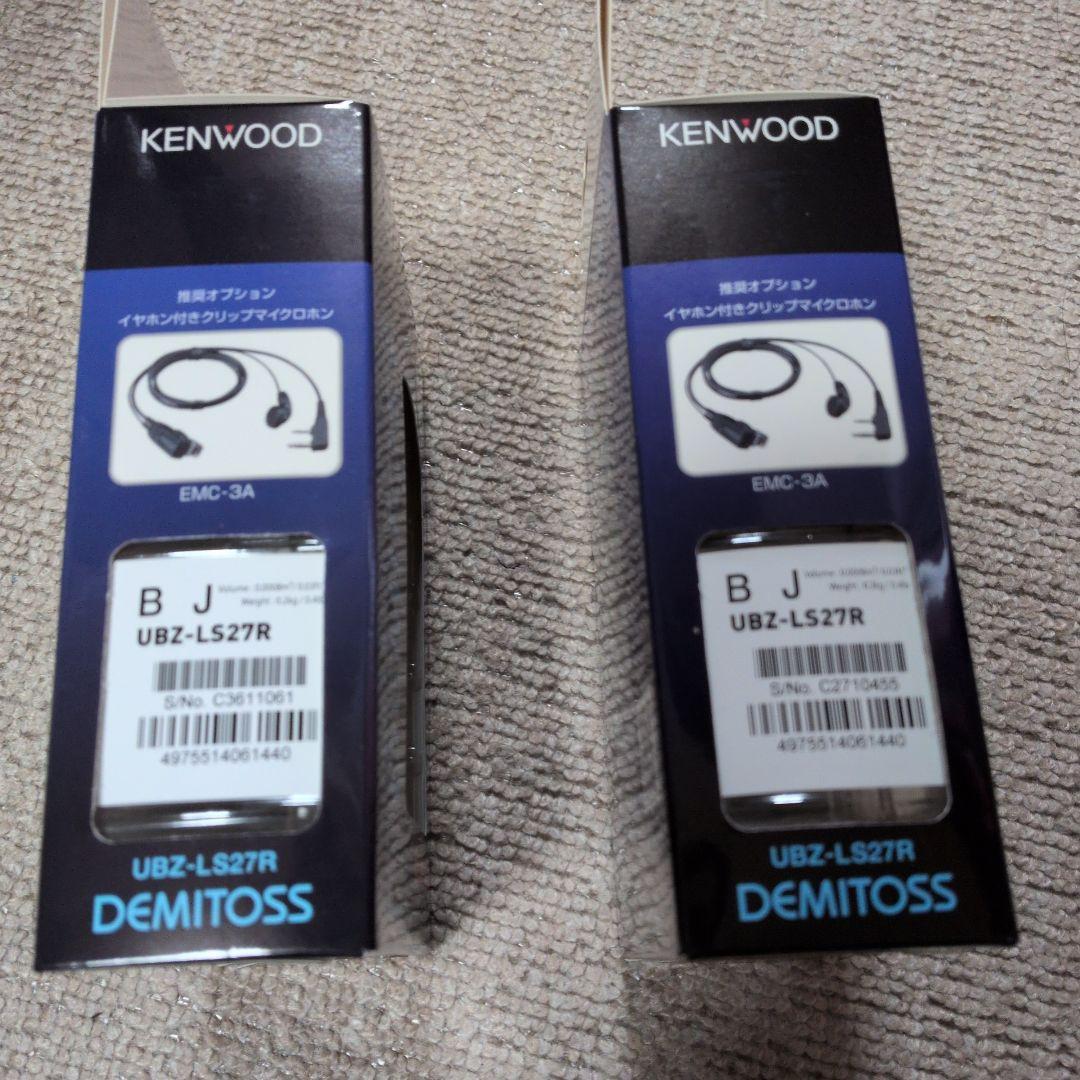 KENWOOD
推奨オプション
イヤホン付きクリップマイクロホン
EMC-3A
B J
UBZ-LS27R
S/No. C3611061
4975514061440
UBZ-LS27R
DEMITOSS
KENWOOD
推奨オプション
イヤホン付きクリップマイクロホン
EMC-3A
B J
UBZ-LS27R
S/No. C2710455
4975514061440
UBZ-LS27R
DEMITOSS